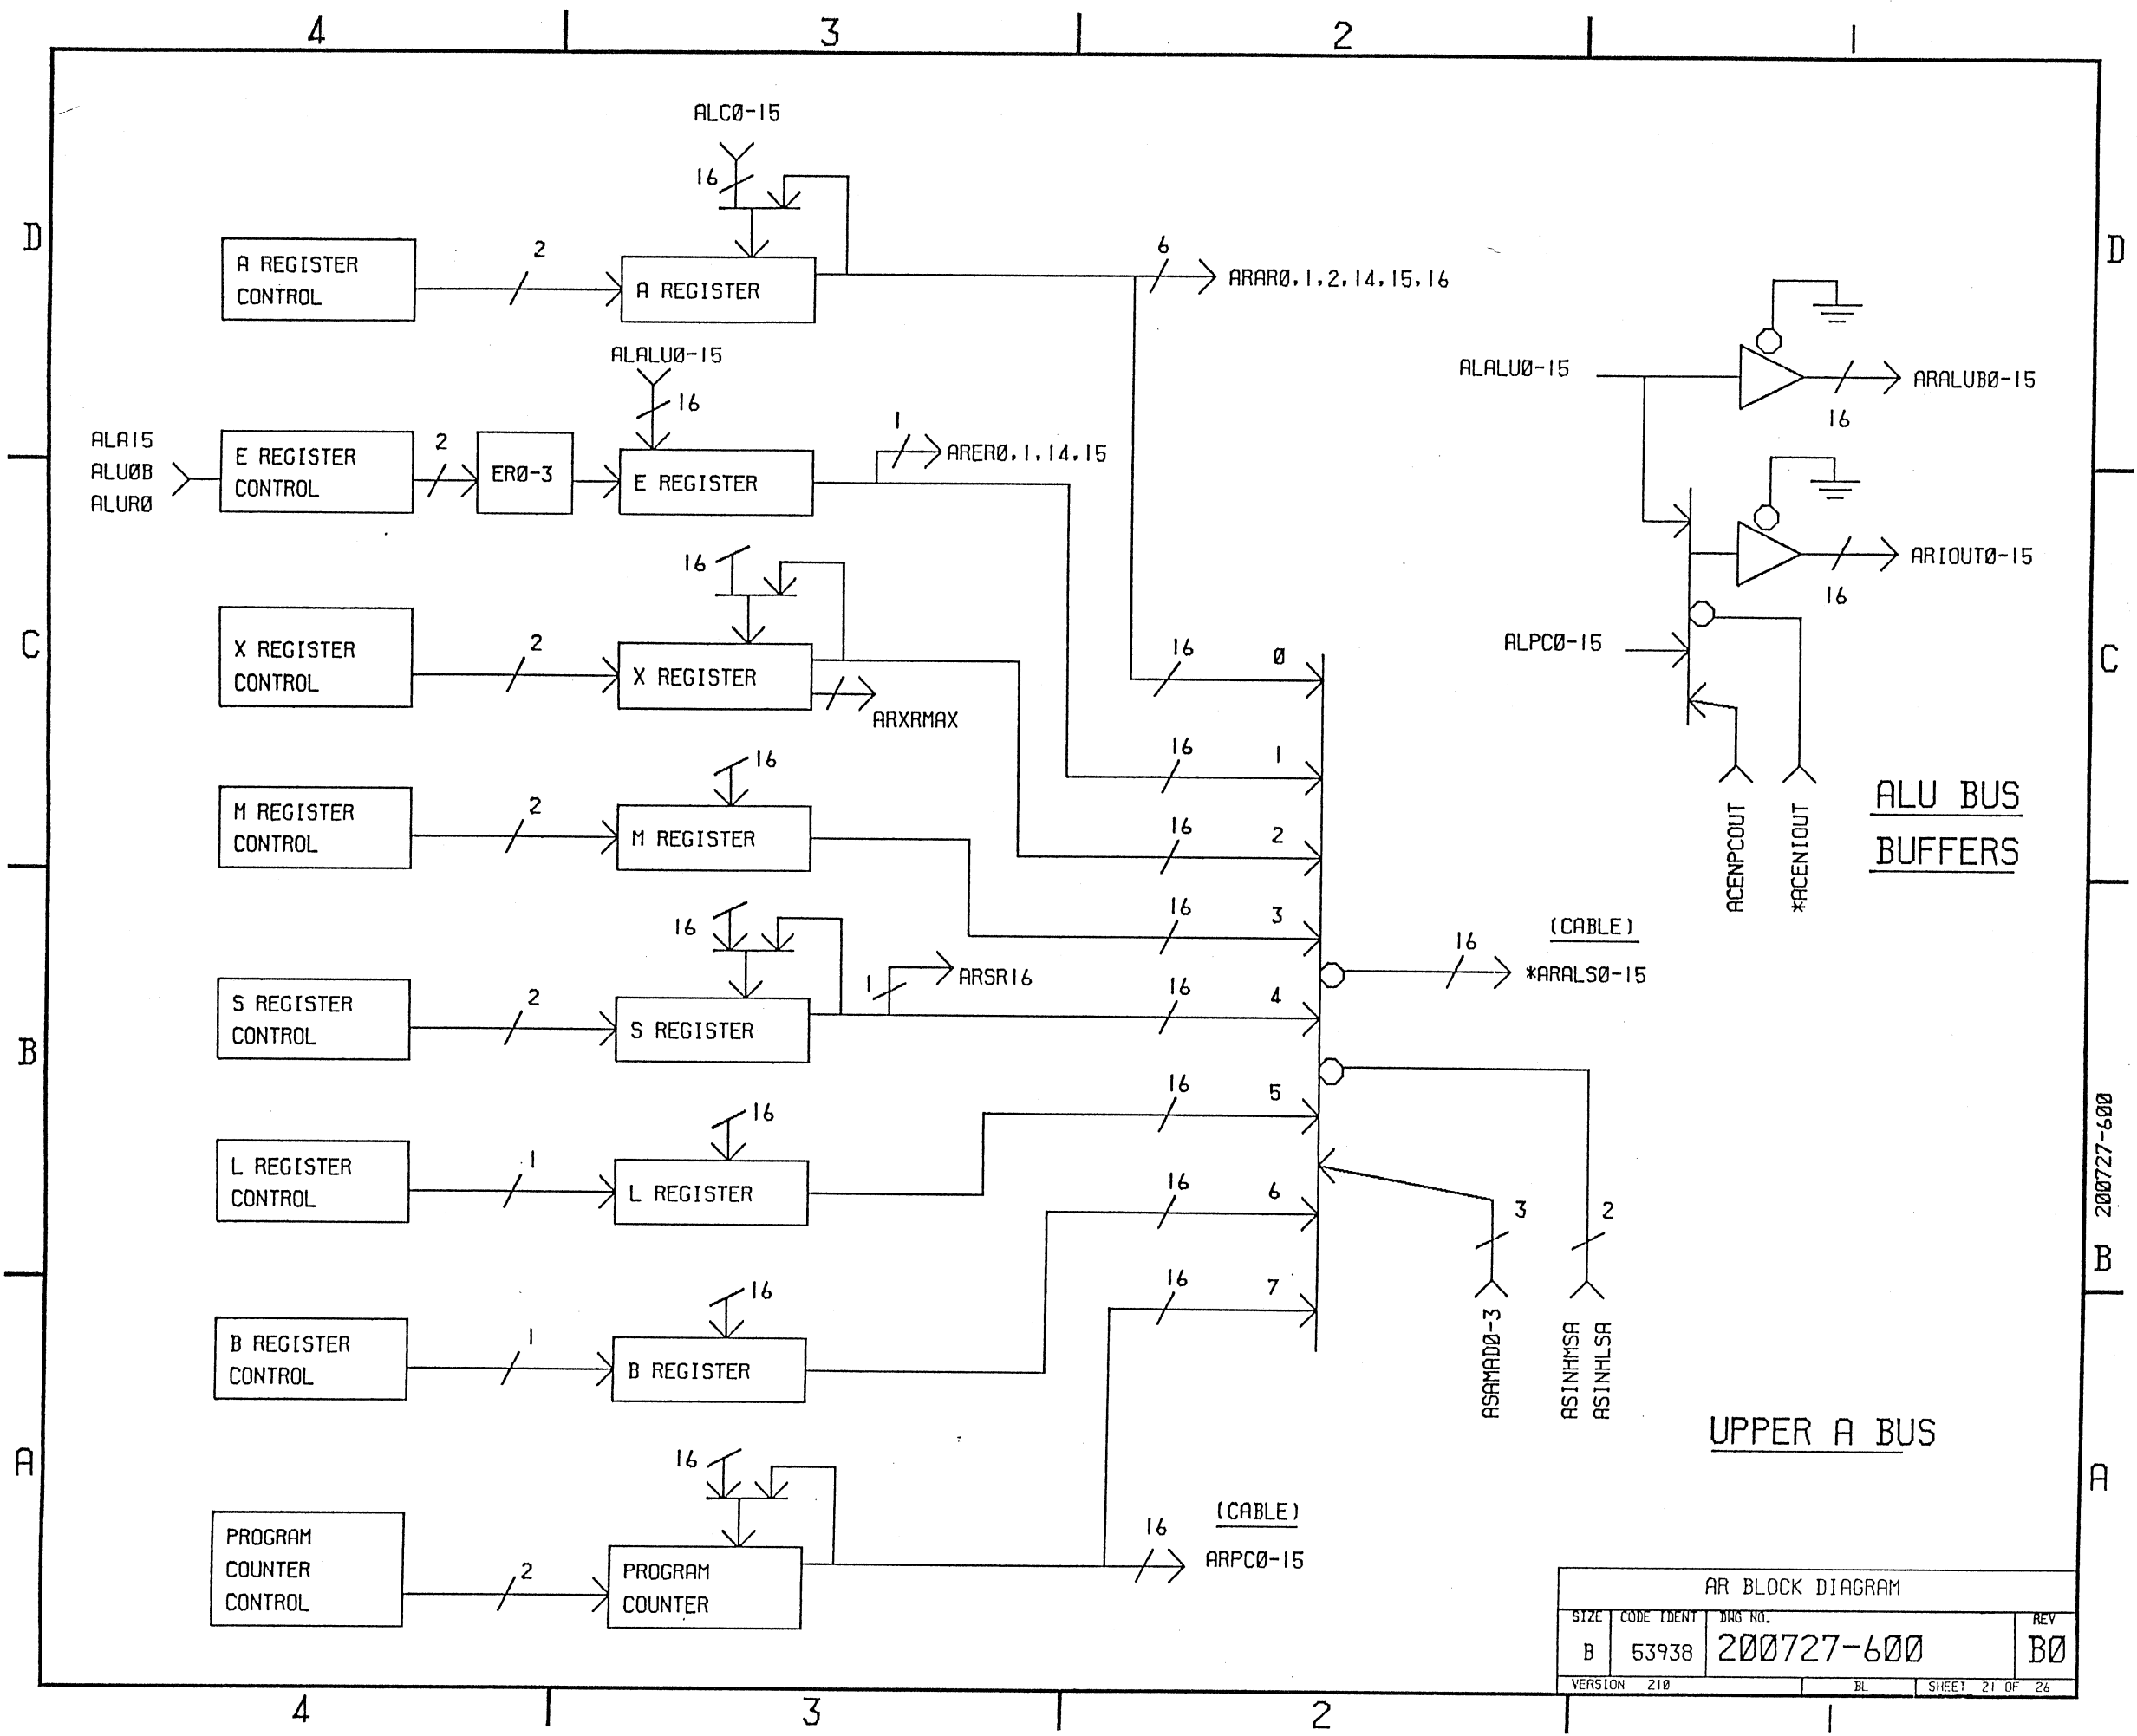 4 3 2 1
ALCØ-15
16
D
D
A REGISTER
CONTROL
2
A REGISTER
6
ARARØ,1,2,14,15,16
ALALUØ-15
16
ALALUØ-15
ARALUBØ-15
16
ALA15
ALUØB
ALURØ
E REGISTER
CONTROL
2
ERØ-3
E REGISTER
1
ARERØ,1,14,15
ARIOUTØ-15
16
16
C
C
X REGISTER
CONTROL
2
X REGISTER
ARXRMAX
16
Ø
ALPCØ-15
16
1
ACENPCOUT
*ACENIOUT
ALU BUS
BUFFERS
16
M REGISTER
CONTROL
2
M REGISTER
16
2
16
3
(CABLE)
16
*ARALSØ-15
16
B
S REGISTER
CONTROL
2
S REGISTER
1
ARSR16
16
4
16
5
200727-600
B
16
L REGISTER
CONTROL
1
L REGISTER
16
6
3
2
ASAMADØ-3
ASINHMSA
ASINHLSA
16
7
16
B REGISTER
CONTROL
1
B REGISTER
UPPER A BUS
A
A
16
PROGRAM
COUNTER
CONTROL
2
PROGRAM
COUNTER
(CABLE)
16
ARPCØ-15
AR BLOCK DIAGRAM
SIZE CODE IDENT DWG NO. REV
B 53938 200727-600 BØ
VERSION 210 BL SHEET 21 OF 26
4 3 2 1